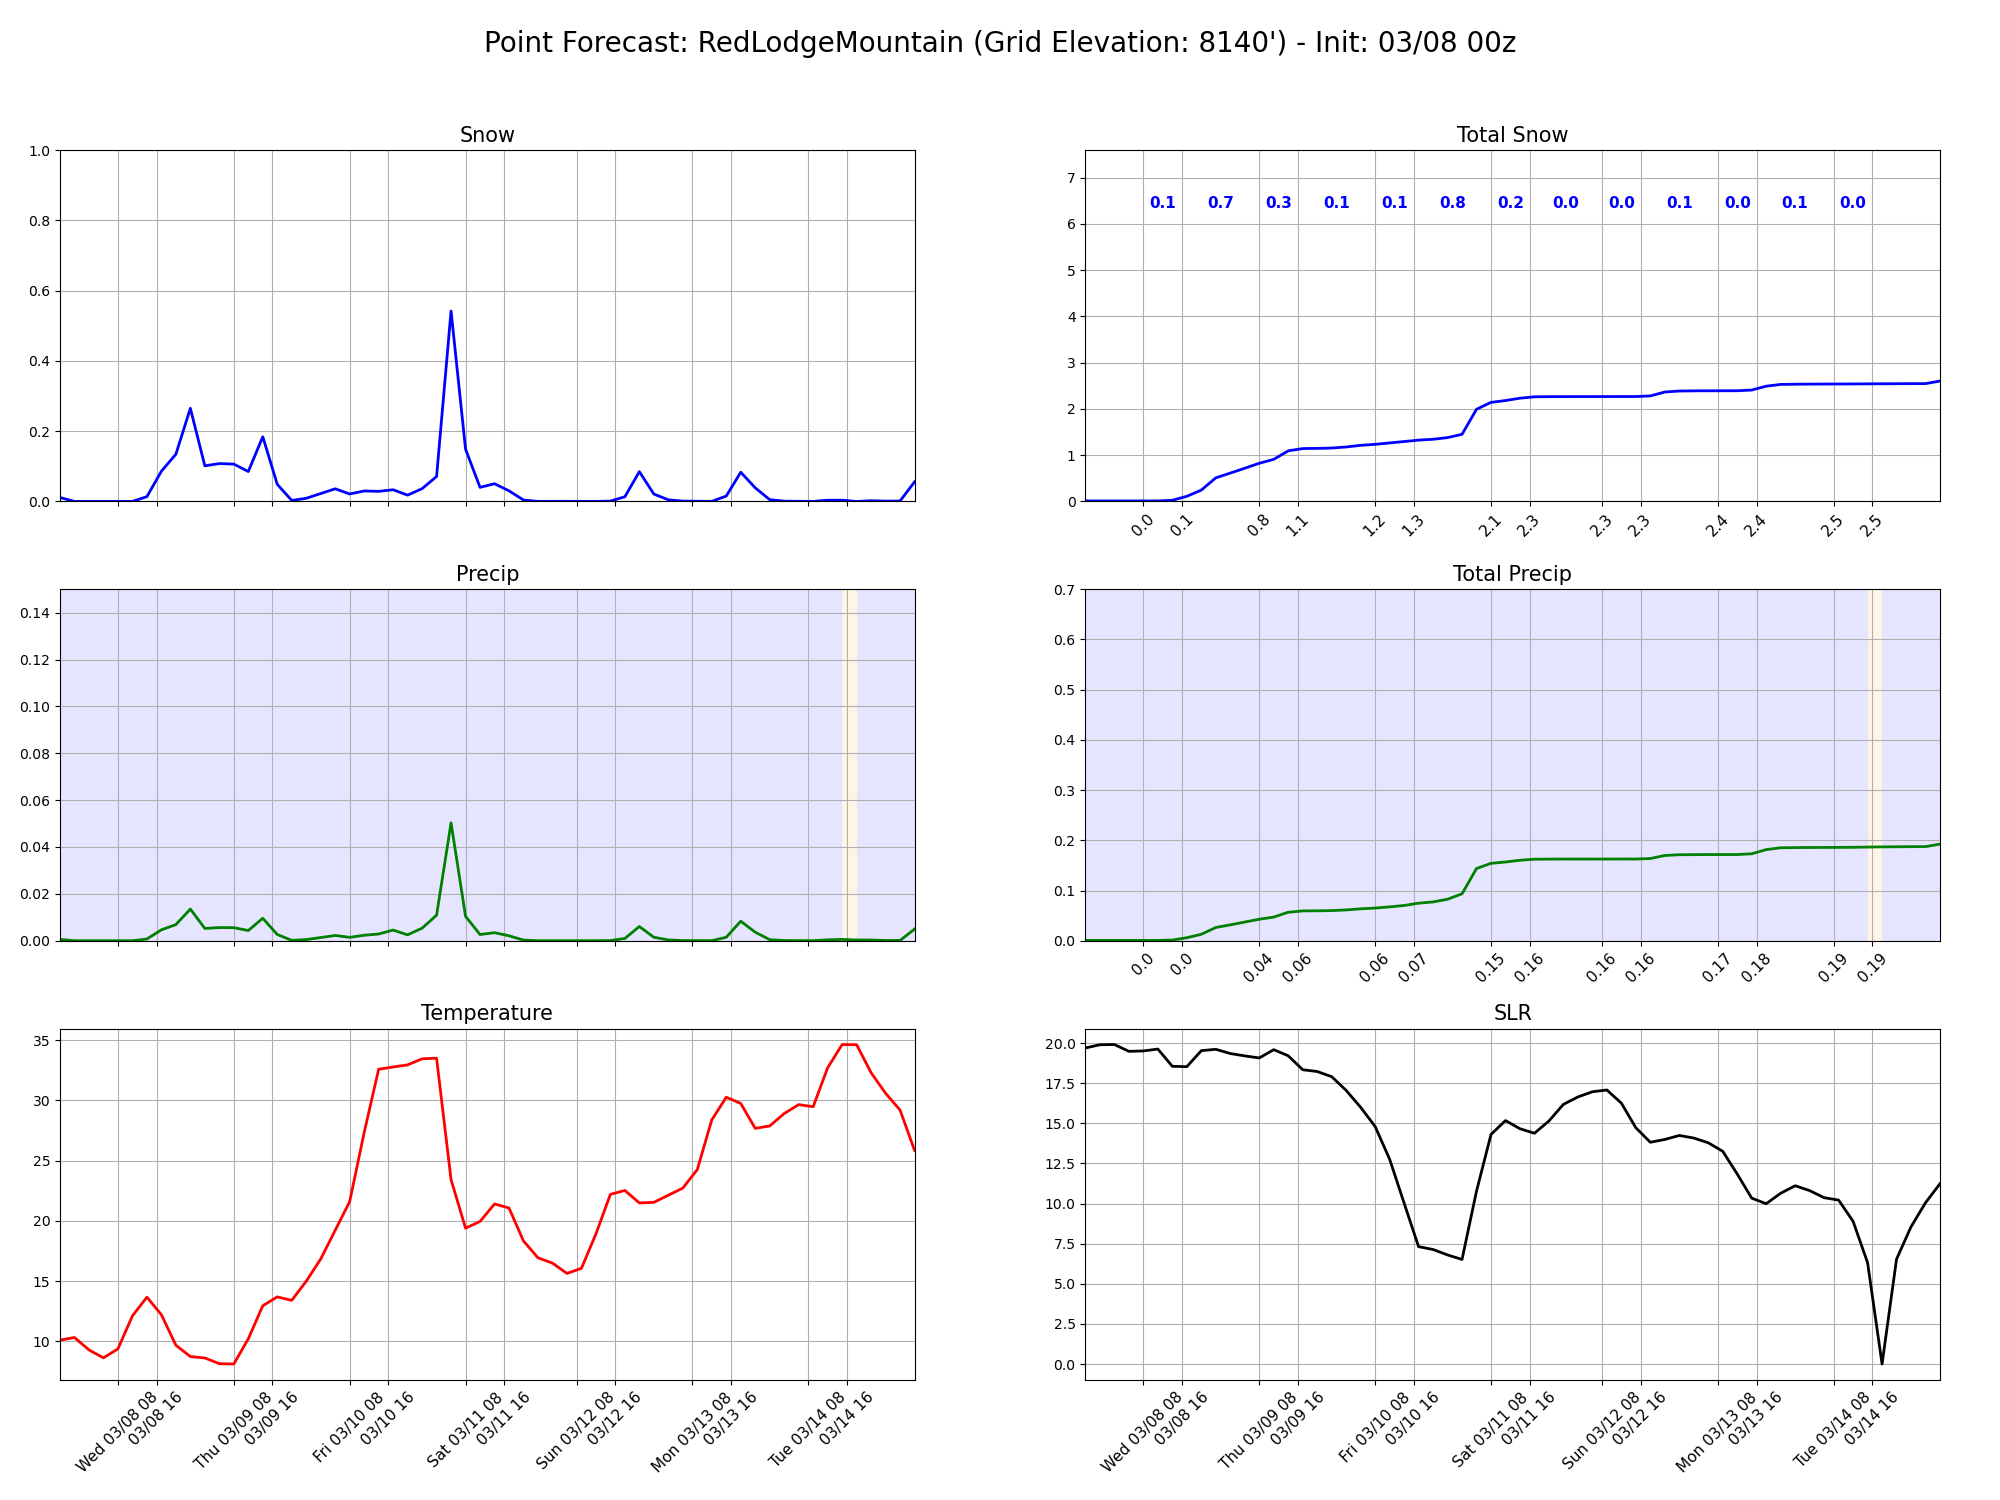 Point Forecast: RedLodgeMountain (Grid Elevation: 8140') - Init: 03/08 00z
Snow
1.0
0.8
0.6
0.4
0.2
0.0
Total Snow
7
6
5
4
3
2
1
0
0.1 0.7 0.3 0.1 0.1 0.8 0.2 0.0 0.0 0.1 0.0 0.1 0.0
0.0 0.1 0.8 1.1 1.2 1.3 2.1 2.3 2.3 2.3 2.4 2.4 2.5 2.5
Precip
0.14
0.12
0.10
0.08
0.06
0.04
0.02
0.00
Total Precip
0.7
0.6
0.5
0.4
0.3
0.2
0.1
0.0
0.0 0.0 0.04 0.06 0.06 0.07 0.15 0.16 0.16 0.16 0.17 0.18 0.19 0.19
Temperature
35
30
25
20
15
10
Wed 03/08 08
03/08 16
Thu 03/09 08
03/09 16
Fri 03/10 08
03/10 16
Sat 03/11 08
03/11 16
Sun 03/12 08
03/12 16
Mon 03/13 08
03/13 16
Tue 03/14 08
03/14 16
SLR
20.0
17.5
15.0
12.5
10.0
7.5
5.0
2.5
0.0
Wed 03/08 08
03/08 16
Thu 03/09 08
03/09 16
Fri 03/10 08
03/10 16
Sat 03/11 08
03/11 16
Sun 03/12 08
03/12 16
Mon 03/13 08
03/13 16
Tue 03/14 08
03/14 16